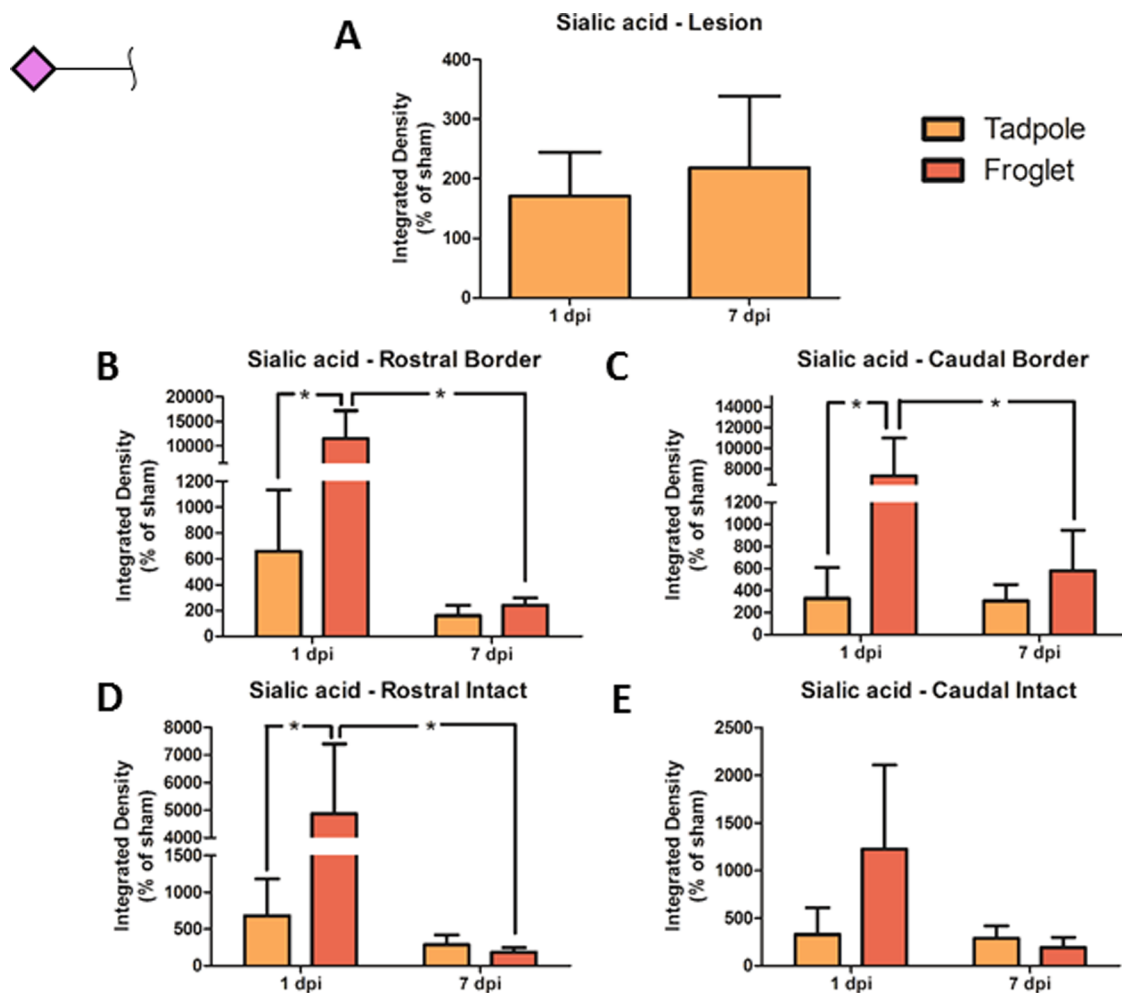 A
Sialic acid - Lesion
Integrated Density
(% of sham)
400
300
200
100
0
1 dpi
7 dpi
Tadpole
Froglet
B
Sialic acid - Rostral Border
Integrated Density
(% of sham)
20000
15000
10000
1200
1000
800
600
400
200
0
*
*
1 dpi
7 dpi
C
Sialic acid - Caudal Border
Integrated Density
(% of sham)
14000
12000
10000
8000
1200
1000
800
600
400
200
0
*
*
1 dpi
7 dpi
D
Sialic acid - Rostral Intact
Integrated Density
(% of sham)
8000
7000
6000
5000
4000
1500
1000
500
0
*
*
1 dpi
7 dpi
E
Sialic acid - Caudal Intact
Integrated Density
(% of sham)
2500
2000
1500
1000
500
0
1 dpi
7 dpi